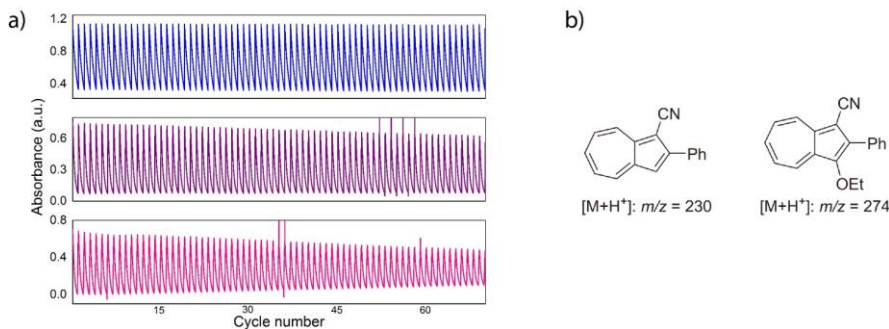 a)
1.2
0.8
0.4
0.6
0.3
0.0
0.8
0.4
0.0
Absorbance (a.u.)
15
30
45
60
Cycle number
b)
CN
Ph
[M+H⁺]: m/z = 230
CN
Ph
OEt
[M+H⁺]: m/z = 274